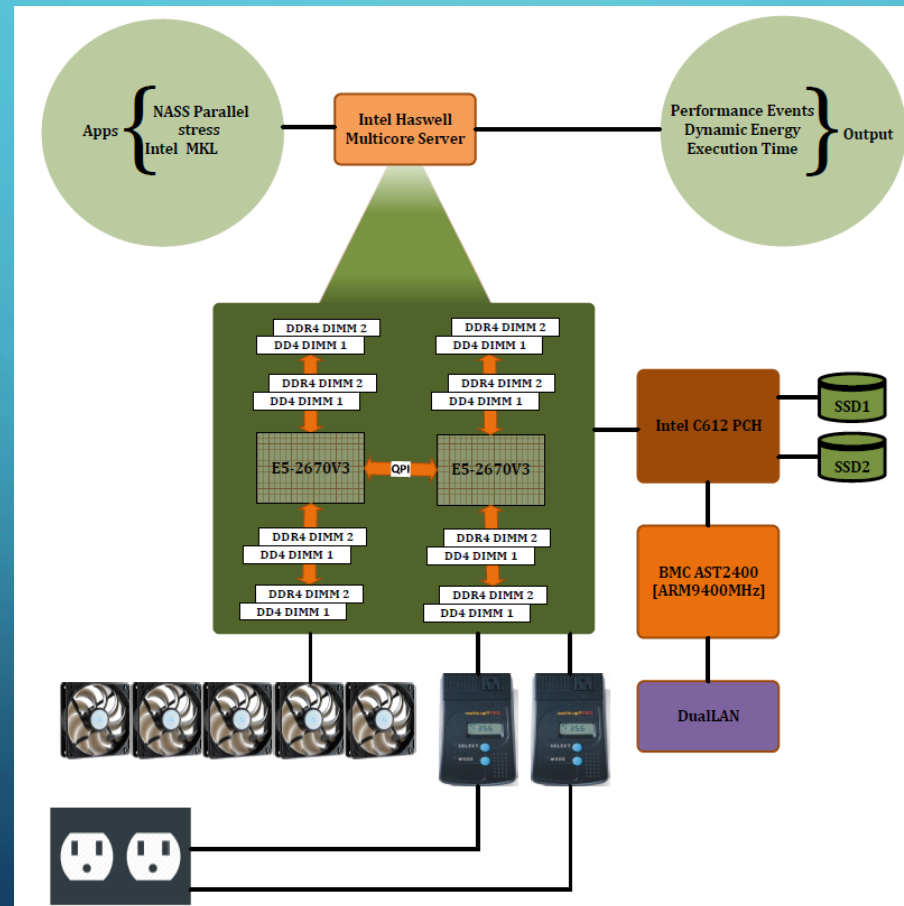 Apps
NASS Parallel
stress
Intel MKL
Intel Haswell
Multicore Server
Performance Events
Dynamic Energy
Execution Time
Output
DDR4 DIMM 2
DD4 DIMM 1
DDR4 DIMM 2
DD4 DIMM 1
DDR4 DIMM 2
DD4 DIMM 1
DDR4 DIMM 2
DD4 DIMM 1
E5-2670V3
QPI
E5-2670V3
DDR4 DIMM 2
DD4 DIMM 1
DDR4 DIMM 2
DD4 DIMM 1
DDR4 DIMM 2
DD4 DIMM 1
DDR4 DIMM 2
DD4 DIMM 1
Intel C612 PCH
SSD1
SSD2
BMC AST2400
[ARM9400MHz]
DualLAN
SELECT
MODE
SELECT
MODE